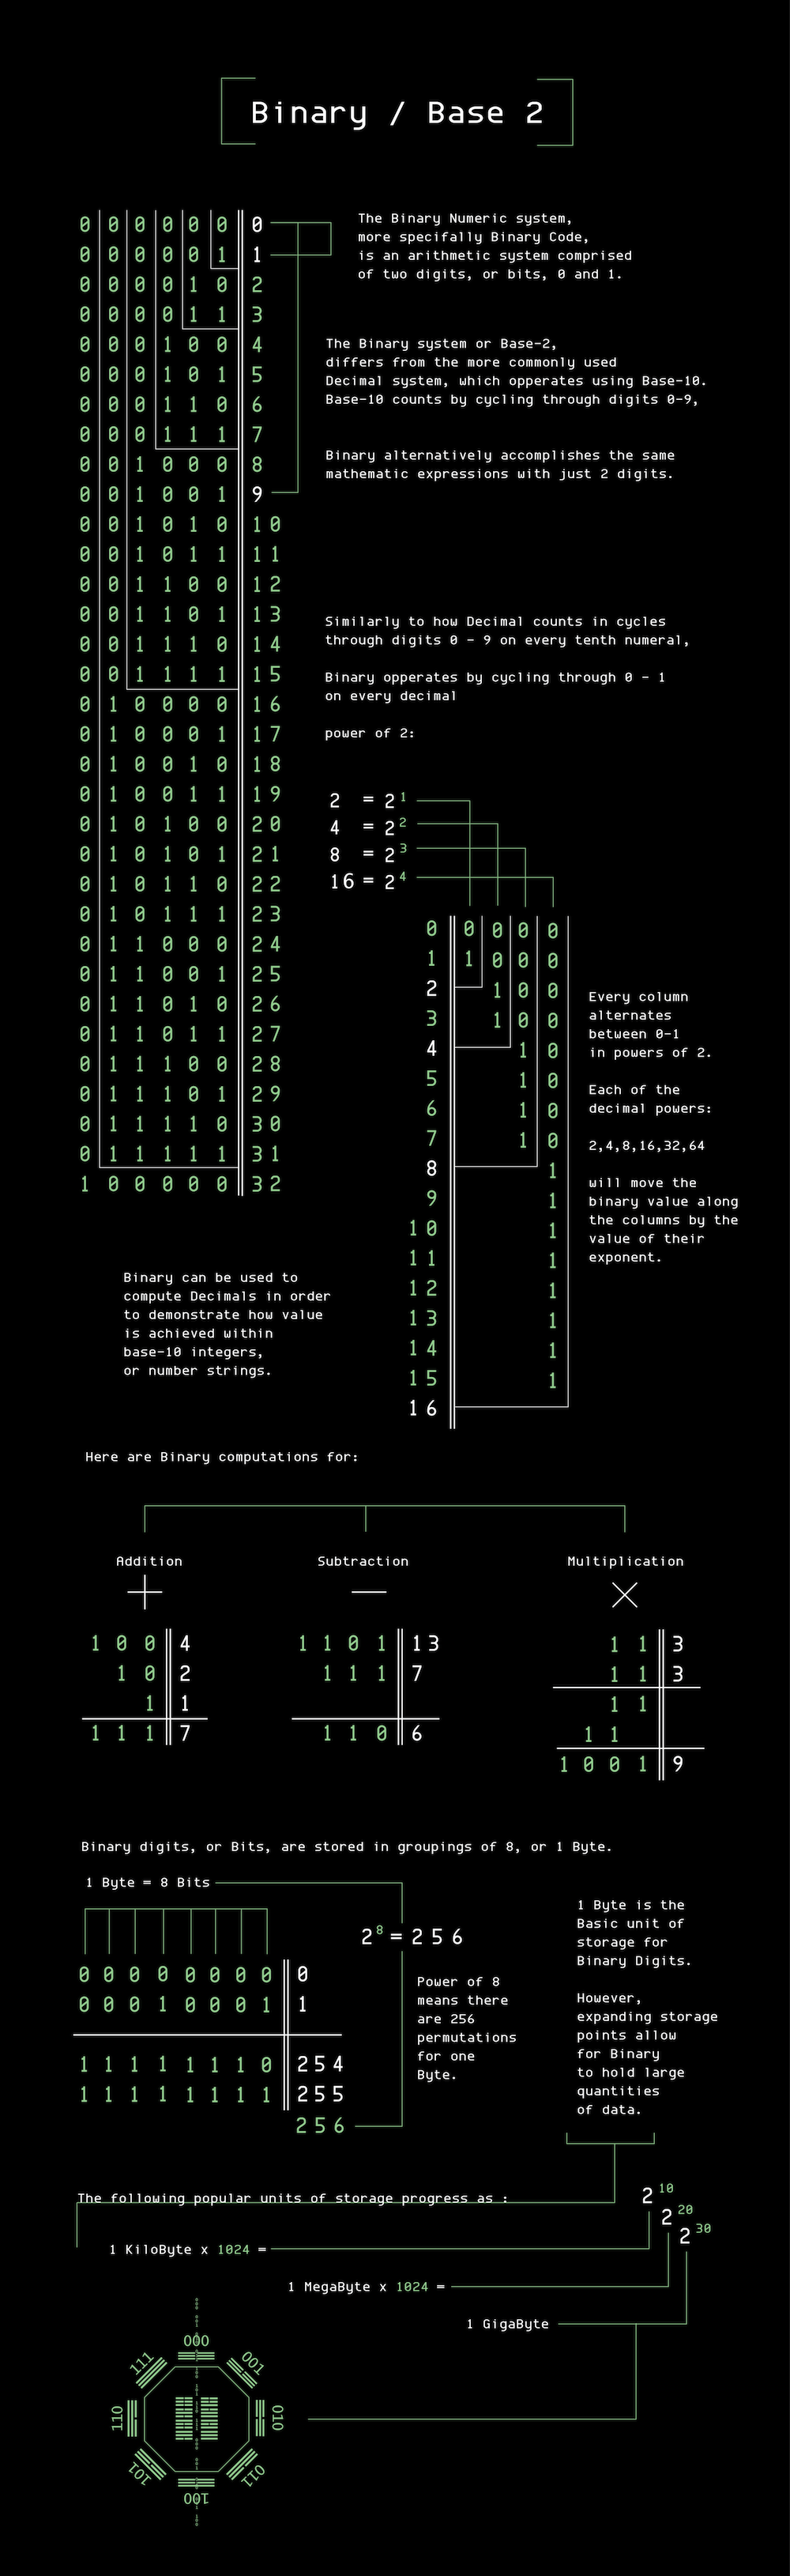 Binary / Base 2
0 0 0 0 0 0 0
0 0 0 0 0 1 1
0 0 0 0 1 0 2
0 0 0 0 1 1 3
0 0 0 1 0 0 4
0 0 0 1 0 1 5
0 0 0 1 1 0 6
0 0 0 1 1 1 7
0 0 1 0 0 0 8
0 0 1 0 0 1 9
0 0 1 0 1 0 10
0 0 1 0 1 1 11
0 0 1 1 0 0 12
0 0 1 1 0 1 13
0 0 1 1 1 0 14
0 0 1 1 1 1 15
0 1 0 0 0 0 16
0 1 0 0 0 1 17
0 1 0 0 1 0 18
0 1 0 0 1 1 19
0 1 0 1 0 0 20
0 1 0 1 0 1 21
0 1 0 1 1 0 22
0 1 0 1 1 1 23
0 1 1 0 0 0 24
0 1 1 0 0 1 25
0 1 1 0 1 0 26
0 1 1 0 1 1 27
0 1 1 1 0 0 28
0 1 1 1 0 1 29
0 1 1 1 1 0 30
0 1 1 1 1 1 31
1 0 0 0 0 0 32
The Binary Numeric system,
more specifally Binary Code,
is an arithmetic system comprised
of two digits, or bits, 0 and 1.
The Binary system or Base-2,
differs from the more commonly used
Decimal system, which opperates using Base-10.
Base-10 counts by cycling through digits 0-9,
Binary alternatively accomplishes the same
mathematic expressions with just 2 digits.
Similarly to how Decimal counts in cycles
through digits 0 - 9 on every tenth numeral,
Binary opperates by cycling through 0 - 1
on every decimal
power of 2:
2 = 2¹
4 = 2²
8 = 2³
16 = 2⁴
0 0 0 0 0
1 1 0 0 0
2 1 0 0
3 1 0 0
4 1 0
5 1 0
6 1 0
7 1 0
8 1
9 1
10 1
11 1
12 1
13 1
14 1
15 1
16
Every column
alternates
between 0-1
in powers of 2.
Each of the
decimal powers:
2,4,8,16,32,64
will move the
binary value along
the columns by the
value of their
exponent.
Binary can be used to
compute Decimals in order
to demonstrate how value
is achieved within
base-10 integers,
or number strings.
Here are Binary computations for:
Addition
+
1 0 0 4
1 0 2
1 1
1 1 1 7
Subtraction
−
1 1 0 1 13
1 1 1 7
1 1 0 6
Multiplication
×
1 1 3
1 1 3
1 1
1 1
1 0 0 1 9
Binary digits, or Bits, are stored in groupings of 8, or 1 Byte.
1 Byte = 8 Bits
0 0 0 0 0 0 0 0 0
0 0 0 1 0 0 0 1 1
1 1 1 1 1 1 1 0 254
1 1 1 1 1 1 1 1 255
256
2⁸ = 256
Power of 8
means there
are 256
permutations
for one
Byte.
1 Byte is the
Basic unit of
storage for
Binary Digits.
However,
expanding storage
points allow
for Binary
to hold large
quantities
of data.
The following popular units of storage progress as :
2¹⁰
2²⁰
2³⁰
1 KiloByte x 1024 =
1 MegaByte x 1024 =
1 GigaByte
000
001
010
011
100
101
110
111